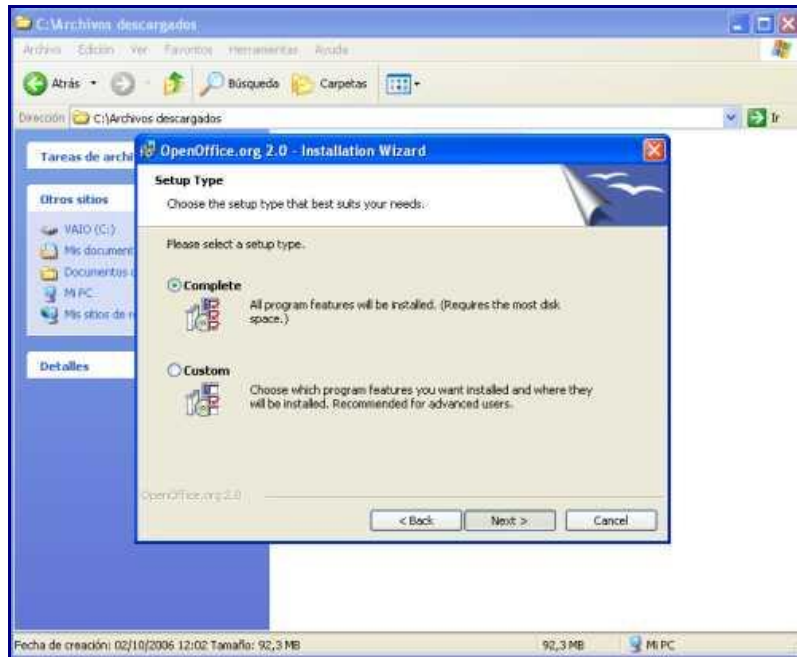 C:\Archivos descargados
Archivo Edición Ver Favoritos Herramientas Ayuda
Atrás Búsqueda Carpetas
Dirección C:\Archivos descargados Ir
Tareas de archi
Otros sitios
VAIO (C:)
Mis document
Documentos
Mi PC
Mis sitios de
Detalles
OpenOffice.org 2.0 - Installation Wizard
Setup Type
Choose the setup type that best suits your needs.
Please select a setup type.
Complete
All program features will be installed. (Requires the most disk
space.)
Custom
Choose which program features you want installed and where they
will be installed. Recommended for advanced users.
OpenOffice.org 2.0
< Back Next > Cancel
Fecha de creación: 02/10/2006 12:02 Tamaño: 92,3 MB 92,3 MB Mi PC